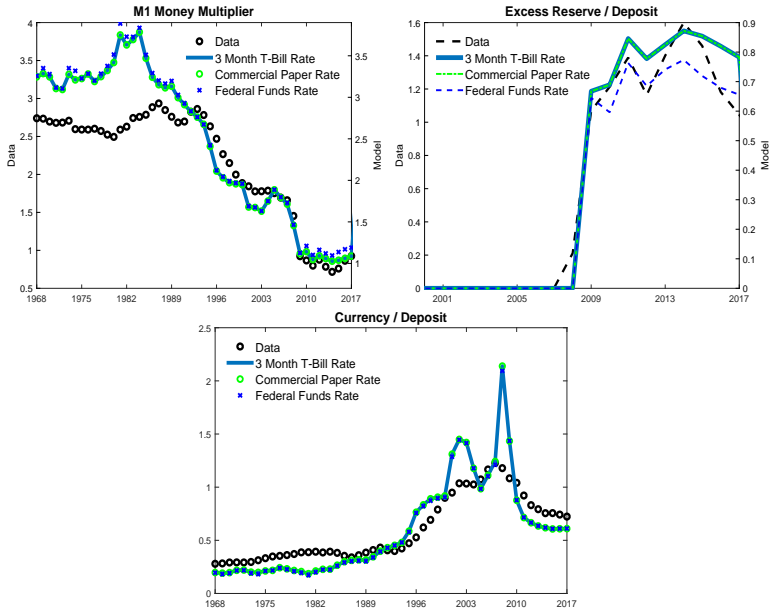 M1 Money Multiplier
4
3.5
3
2.5
2
1.5
1
0.5
Data
3.5
3
2.5
2
1.5
1
Model
Data
3 Month T-Bill Rate
Commercial Paper Rate
Federal Funds Rate
1968 1975 1982 1989 1996 2003 2010 2017
Excess Reserve / Deposit
1.6
1.4
1.2
1
0.8
0.6
0.4
0.2
0
Data
0.9
0.8
0.7
0.6
0.5
0.4
0.3
0.2
0.1
0
Model
Data
3 Month T-Bill Rate
Commercial Paper Rate
Federal Funds Rate
2001 2005 2009 2013 2017
Currency / Deposit
2.5
2
1.5
1
0.5
0
Data
3 Month T-Bill Rate
Commercial Paper Rate
Federal Funds Rate
1968 1975 1982 1989 1996 2003 2010 2017